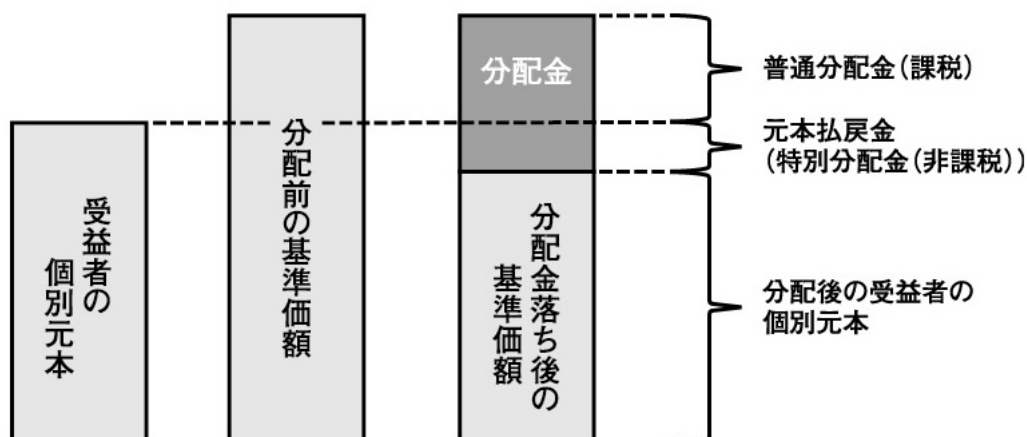 受益者の
個別元本
分配前の基準価額
分配金
分配金落ち後の
基準価額
普通分配金(課税)
元本払戻金
(特別分配金(非課税))
分配後の受益者の
個別元本